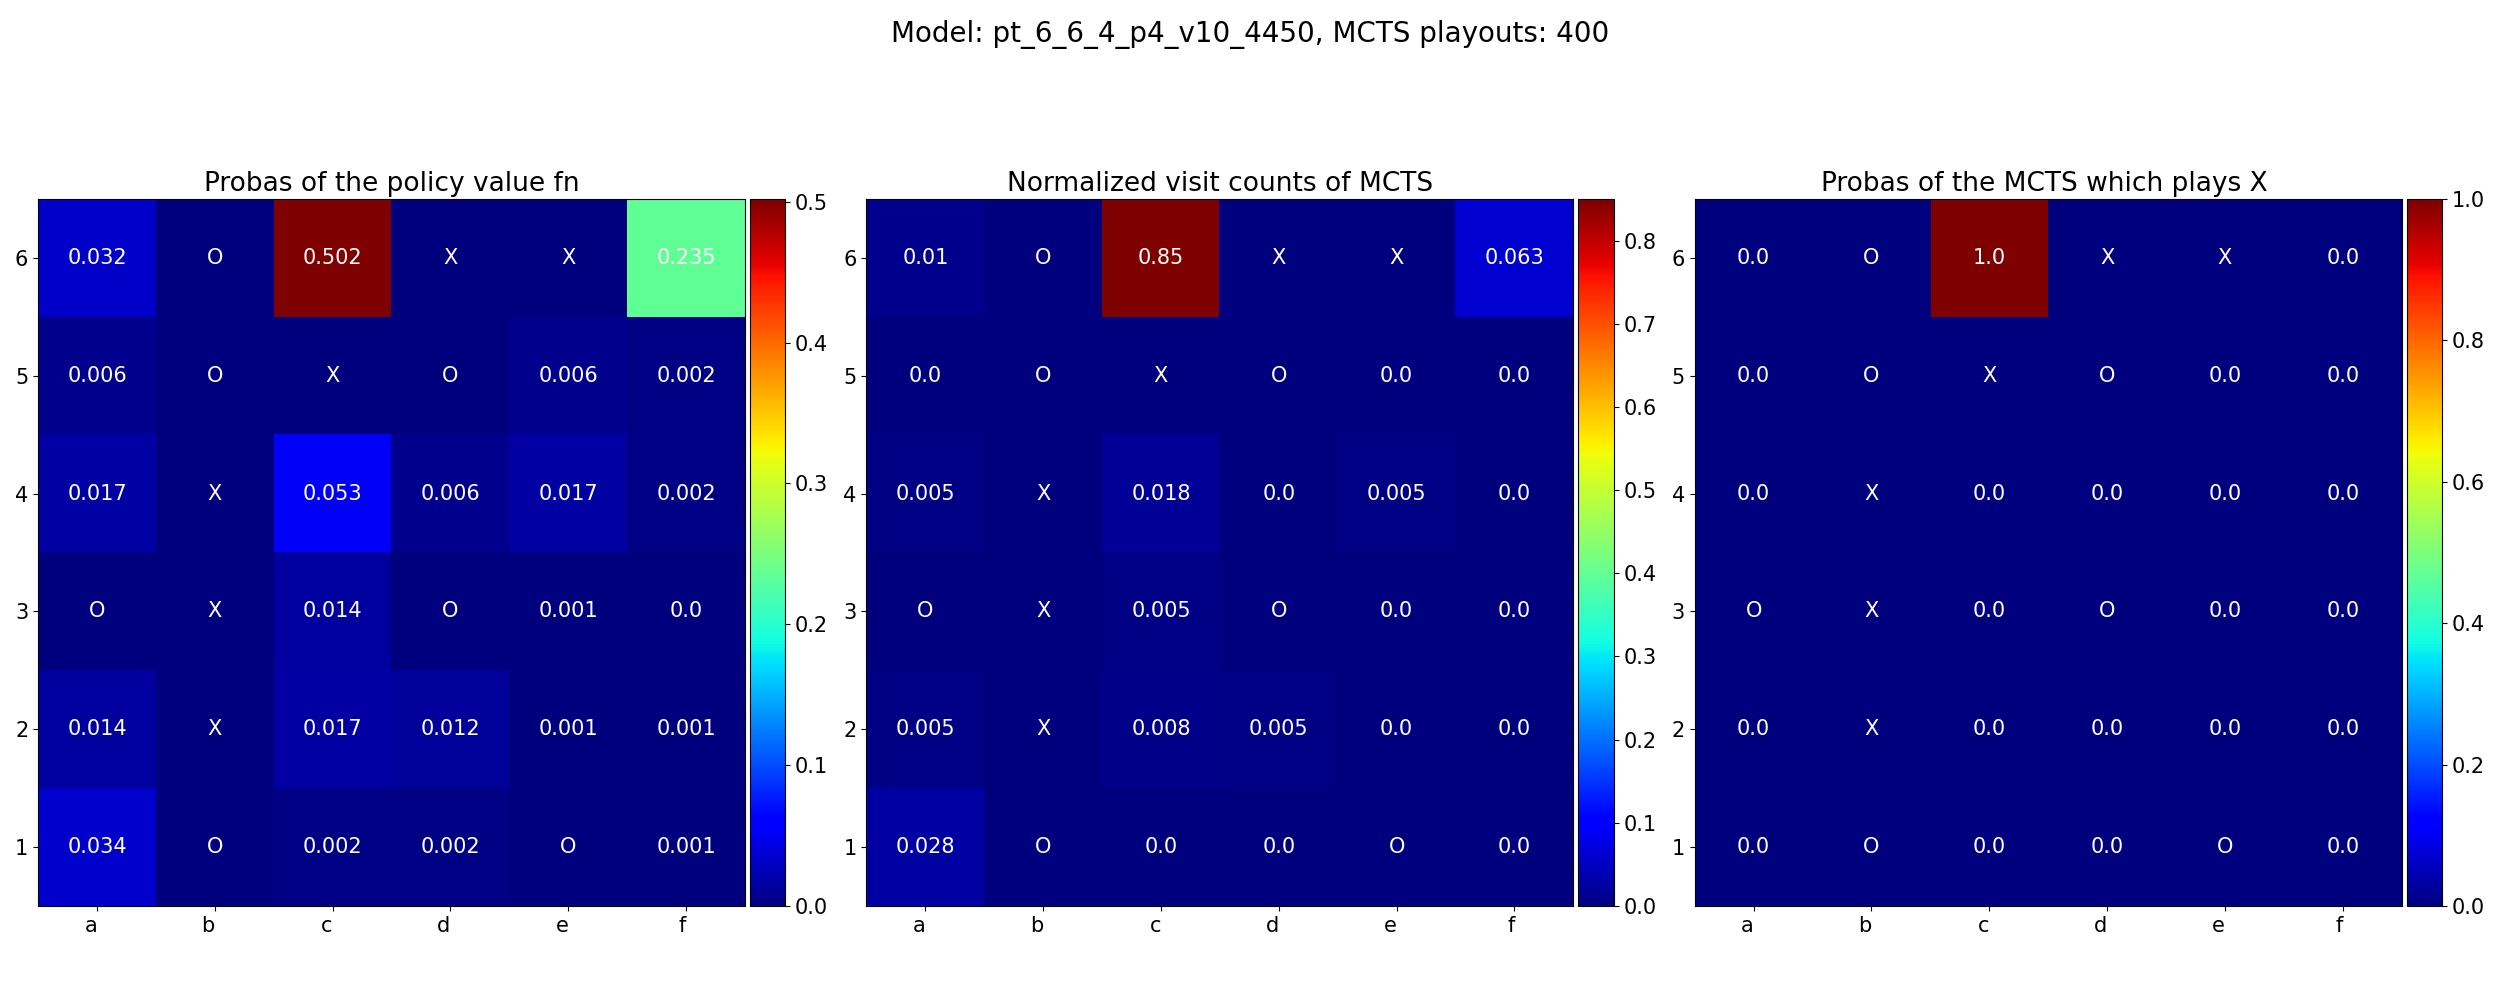 Model: pt_6_6_4_p4_v10_4450, MCTS playouts: 400
Probas of the policy value fn
6 0.032 O 0.502 X X 0.235
5 0.006 O X O 0.006 0.002
4 0.017 X 0.053 0.006 0.017 0.002
3 O X 0.014 O 0.001 0.0
2 0.014 X 0.017 0.012 0.001 0.001
1 0.034 O 0.002 0.002 O 0.001
a b c d e f
0.5
0.4
0.3
0.2
0.1
0.0
Normalized visit counts of MCTS
6 0.01 O 0.85 X X 0.063
5 0.0 O X O 0.0 0.0
4 0.005 X 0.018 0.0 0.005 0.0
3 O X 0.005 O 0.0 0.0
2 0.005 X 0.008 0.005 0.0 0.0
1 0.028 O 0.0 0.0 O 0.0
a b c d e f
0.8
0.7
0.6
0.5
0.4
0.3
0.2
0.1
0.0
Probas of the MCTS which plays X
6 0.0 O 1.0 X X 0.0
5 0.0 O X O 0.0 0.0
4 0.0 X 0.0 0.0 0.0 0.0
3 O X 0.0 O 0.0 0.0
2 0.0 X 0.0 0.0 0.0 0.0
1 0.0 O 0.0 0.0 O 0.0
a b c d e f
1.0
0.8
0.6
0.4
0.2
0.0